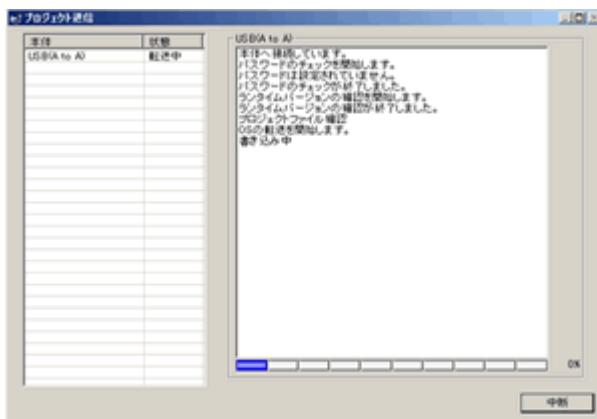 プロジェクト送信
本体
状態
USB(A to A)
転送中
USB(A to A)
本体へ接続しています。
パスワードのチェックを開始します。
パスワードは設定されていません。
パスワードのチェックが終了しました。
ランタイムバージョンの確認を開始します。
ランタイムバージョンの確認が終了しました。
プロジェクトファイル確認
OSの転送を開始します。
書き込み中
0%
中断